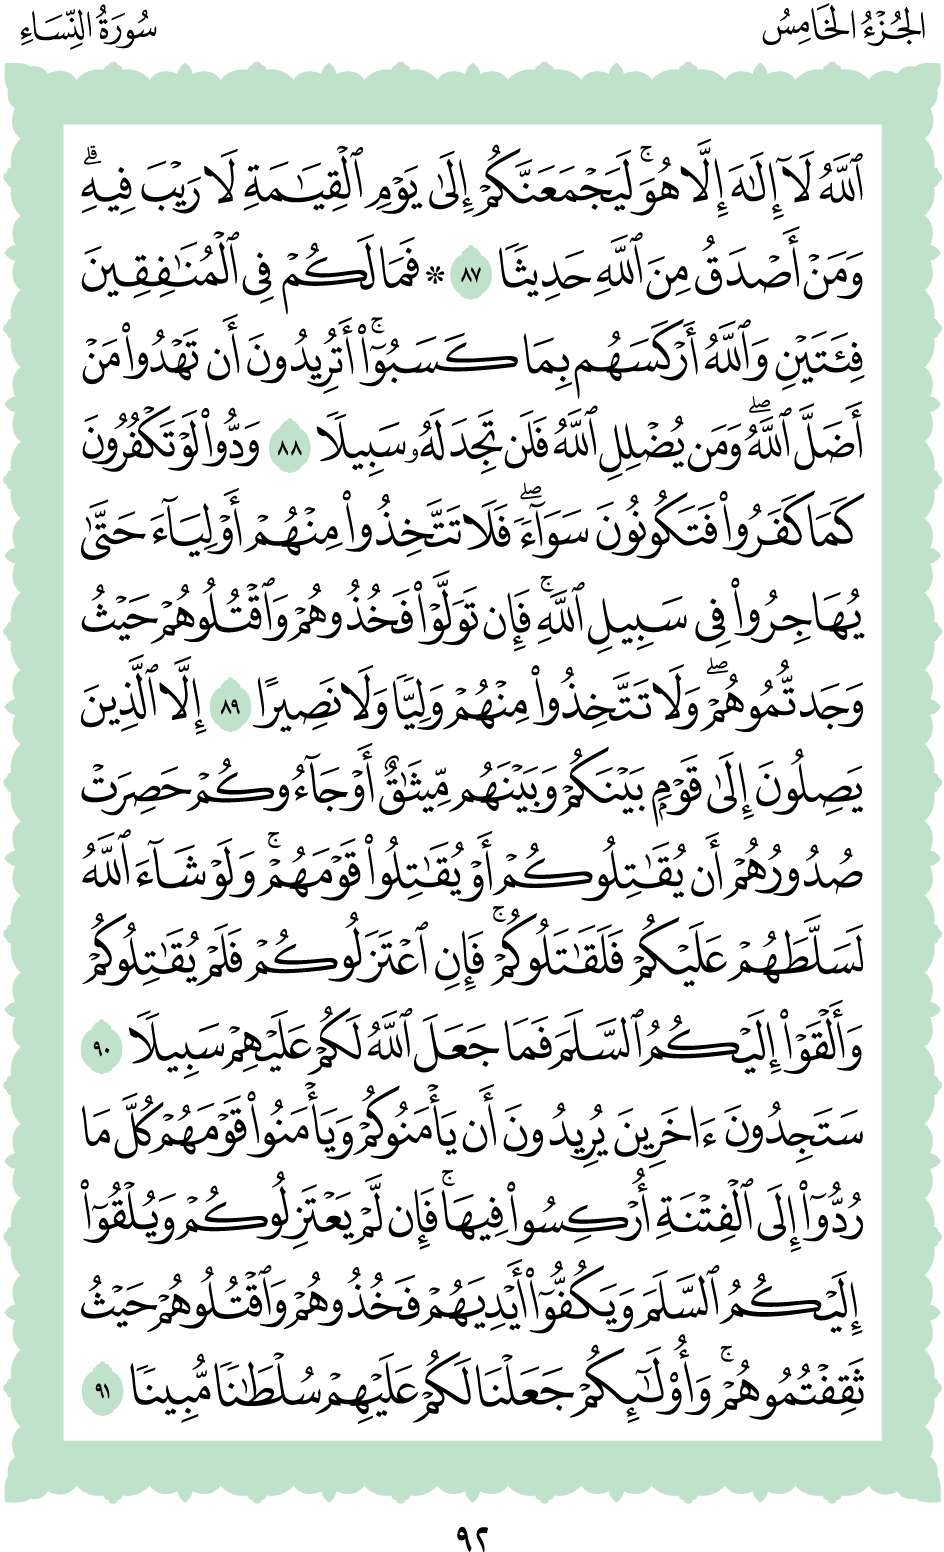 الجُزْءُ الخَامِسُ
سُورَةُ النِّسَاءِ
ٱللَّهُ لَآ إِلَٰهَ إِلَّا هُوَۚ لَيَجْمَعَنَّكُمْ إِلَىٰ يَوْمِ ٱلْقِيَٰمَةِ لَا رَيْبَ فِيهِۗ
وَمَنْ أَصْدَقُ مِنَ ٱللَّهِ حَدِيثًا ٨٧ ۞ فَمَا لَكُمْ فِي ٱلْمُنَٰفِقِينَ
فِئَتَيْنِ وَٱللَّهُ أَرْكَسَهُم بِمَا كَسَبُوٓا۟ۚ أَتُرِيدُونَ أَن تَهْدُوا۟ مَنْ
أَضَلَّ ٱللَّهُۖ وَمَن يُضْلِلِ ٱللَّهُ فَلَن تَجِدَ لَهُۥ سَبِيلًا ٨٨ وَدُّوا۟ لَوْ تَكْفُرُونَ
كَمَا كَفَرُوا۟ فَتَكُونُونَ سَوَآءًۖ فَلَا تَتَّخِذُوا۟ مِنْهُمْ أَوْلِيَآءَ حَتَّىٰ
يُهَاجِرُوا۟ فِي سَبِيلِ ٱللَّهِۚ فَإِن تَوَلَّوْا۟ فَخُذُوهُمْ وَٱقْتُلُوهُمْ حَيْثُ
وَجَدتُّمُوهُمْۖ وَلَا تَتَّخِذُوا۟ مِنْهُمْ وَلِيًّا وَلَا نَصِيرًا ٨٩ إِلَّا ٱلَّذِينَ
يَصِلُونَ إِلَىٰ قَوْمٍۭ بَيْنَكُمْ وَبَيْنَهُم مِّيثَٰقٌ أَوْ جَآءُوكُمْ حَصِرَتْ
صُدُورُهُمْ أَن يُقَٰتِلُوكُمْ أَوْ يُقَٰتِلُوا۟ قَوْمَهُمْۚ وَلَوْ شَآءَ ٱللَّهُ
لَسَلَّطَهُمْ عَلَيْكُمْ فَلَقَٰتَلُوكُمْۚ فَإِنِ ٱعْتَزَلُوكُمْ فَلَمْ يُقَٰتِلُوكُمْ
وَأَلْقَوْا۟ إِلَيْكُمُ ٱلسَّلَمَ فَمَا جَعَلَ ٱللَّهُ لَكُمْ عَلَيْهِمْ سَبِيلًا ٩٠
سَتَجِدُونَ ءَاخَرِينَ يُرِيدُونَ أَن يَأْمَنُوكُمْ وَيَأْمَنُوا۟ قَوْمَهُمْ كُلَّ مَا
رُدُّوٓا۟ إِلَى ٱلْفِتْنَةِ أُرْكِسُوا۟ فِيهَاۚ فَإِن لَّمْ يَعْتَزِلُوكُمْ وَيُلْقُوٓا۟
إِلَيْكُمُ ٱلسَّلَمَ وَيَكُفُّوٓا۟ أَيْدِيَهُمْ فَخُذُوهُمْ وَٱقْتُلُوهُمْ حَيْثُ
ثَقِفْتُمُوهُمْۚ وَأُو۟لَٰٓئِكُمْ جَعَلْنَا لَكُمْ عَلَيْهِمْ سُلْطَٰنًا مُّبِينًا ٩١
٩٢